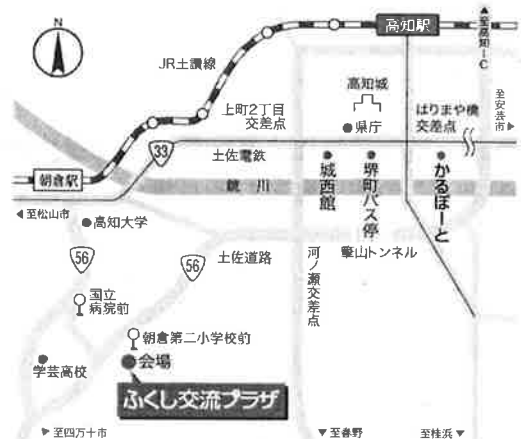 N
高知駅
▲至高知IC
JR土讃線
高知城
至安芸市▶
上町2丁目
交差点
●県庁
はりまや橋
交差点
33
土佐電鉄
朝倉駅
鏡川
●城西館
●堺町バス停
●かるぽーと
◀至松山市
●高知大学
56
56
土佐道路
河ノ瀬交差点
筆山トンネル
国立
病院前
朝倉第二小学校前
学芸高校
●会場
ふくし交流プラザ
▼至四万十市
▼至春野
▼至桂浜